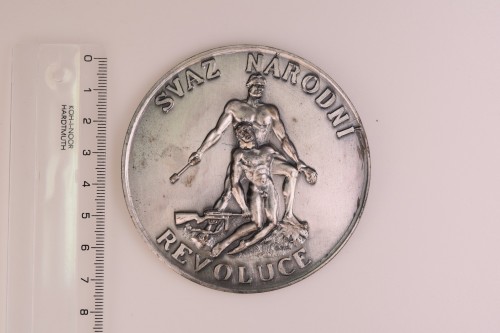 SVAZ NÁRODNÍ
REVOLUCE
KOH-I-NOOR
HARDTMUTH
0
1
2
3
4
5
6
7
8